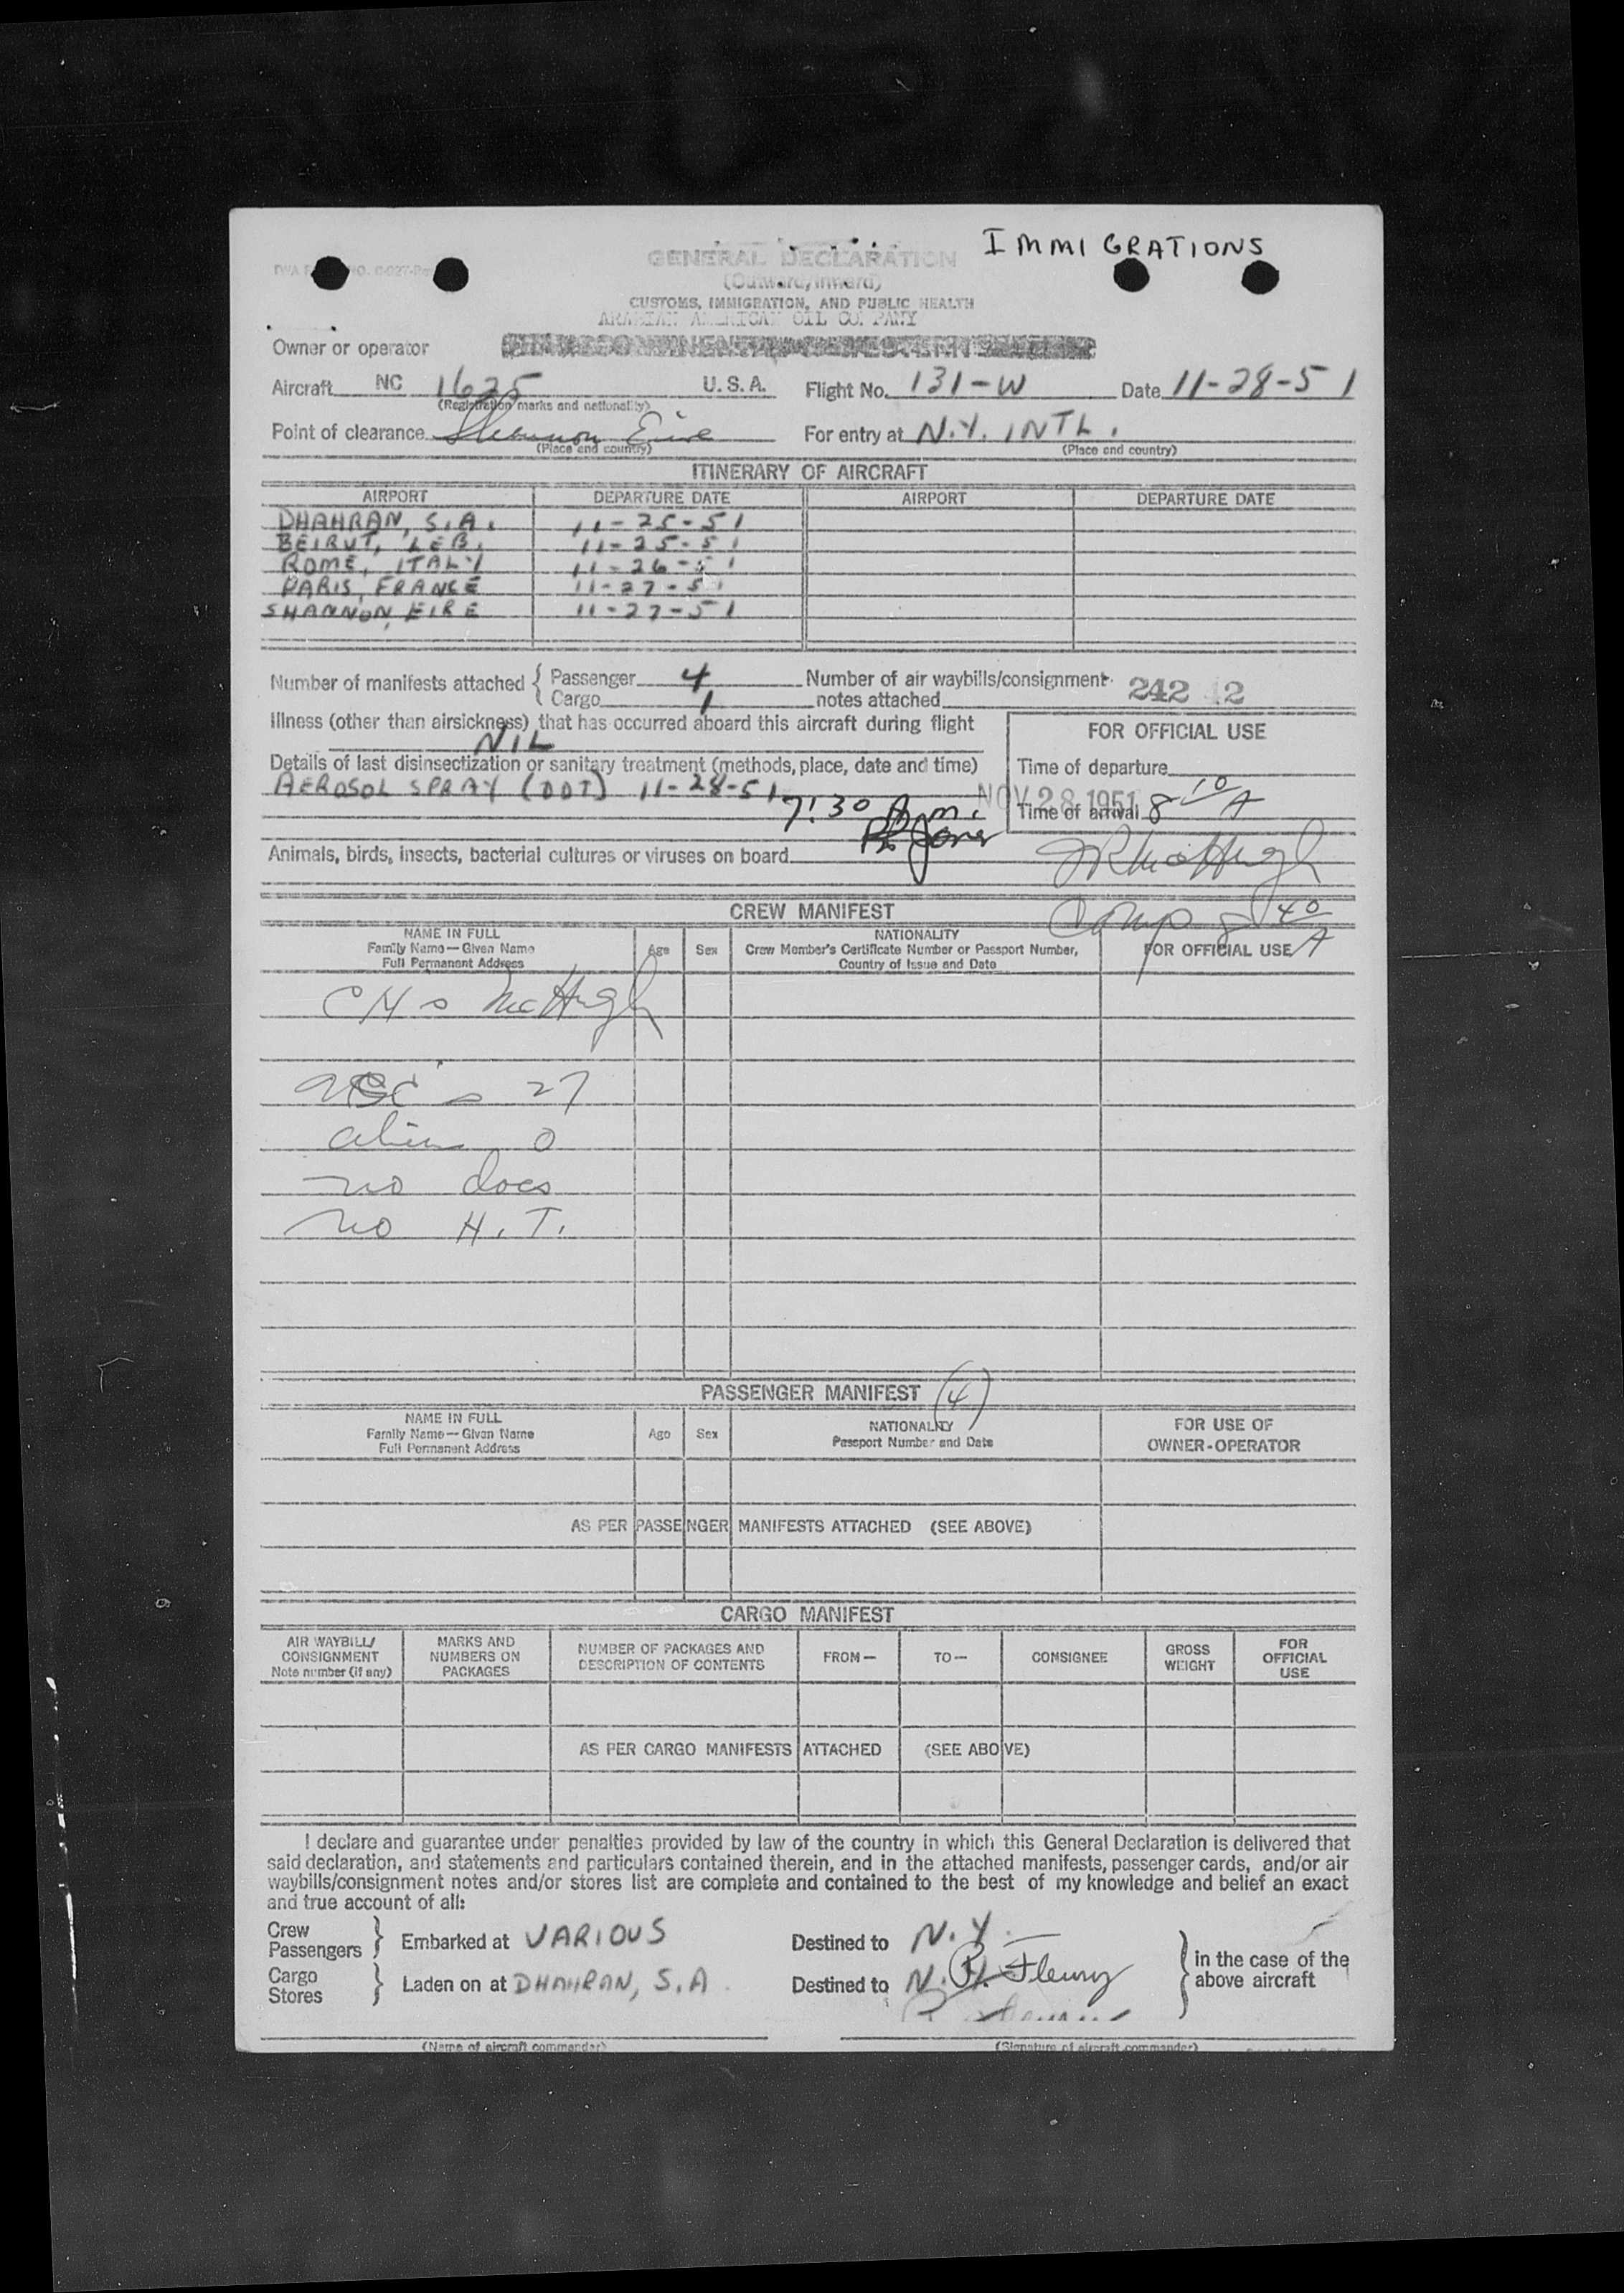 IMMIGRATIONS
GENERAL DECLARATION
(Outward/Inward)
CUSTOMS, IMMIGRATION, AND PUBLIC HEALTH
ARABIAN AMERICAN OIL COMPANY
Owner or operator
Aircraft NC 1625 U.S.A. Flight No. 131-W Date 11-28-51
(Registration marks and nationality)
Point of clearance Shannon Eire For entry at N.Y. INTL.
(Place and country) (Place and country)
ITINERARY OF AIRCRAFT
AIRPORT DEPARTURE DATE AIRPORT DEPARTURE DATE
DHAHRAN, S.A. 11-25-51
BEIRUT, LEB. 11-25-51
ROME, ITALY 11-26-51
PARIS, FRANCE 11-27-51
SHANNON, EIRE 11-27-51
Number of manifests attached { Passenger 4 Number of air waybills/consignment
Cargo 1 notes attached 242 2
Illness (other than airsickness) that has occurred aboard this aircraft during flight
NIL
FOR OFFICIAL USE
Details of last disinsectization or sanitary treatment (methods, place, date and time)
Time of departure
AEROSOL SPRAY (DDT) 11-28-51 7:30 A.m.
NOV 28 1951
Time of arrival 8 10 A
Jones
Animals, birds, insects, bacterial cultures or viruses on board
JR McHugh
CREW MANIFEST
Comp 8 40 A
NAME IN FULL
Family Name—Given Name
Full Permanent Address
Age Sex
NATIONALITY
Crew Member's Certificate Number or Passport Number,
Country of Issue and Date
FOR OFFICIAL USE
McHugh
USC's 27
alien 0
no docs
no H.T.
PASSENGER MANIFEST (4)
NAME IN FULL
Family Name—Given Name
Full Permanent Address
Age Sex
NATIONALITY
Passport Number and Date
FOR USE OF
OWNER-OPERATOR
AS PER PASSENGER MANIFESTS ATTACHED (SEE ABOVE)
CARGO MANIFEST
AIR WAYBILL/
CONSIGNMENT
Note number (if any)
MARKS AND
NUMBERS ON
PACKAGES
NUMBER OF PACKAGES AND
DESCRIPTION OF CONTENTS
FROM—
TO—
CONSIGNEE
GROSS
WEIGHT
FOR
OFFICIAL
USE
AS PER CARGO MANIFESTS ATTACHED (SEE ABOVE)
I declare and guarantee under penalties provided by law of the country in which this General Declaration is delivered that
said declaration, and statements and particulars contained therein, and in the attached manifests, passenger cards, and/or air
waybills/consignment notes and/or stores list are complete and contained to the best of my knowledge and belief an exact
and true account of all:
Crew
Passengers } Embarked at VARIOUS Destined to N.Y.
Cargo
Stores } Laden on at DHAHRAN, S.A. Destined to N.Y.
Fleury
} in the case of the
above aircraft
(Name of aircraft commander) (Signature of aircraft commander)